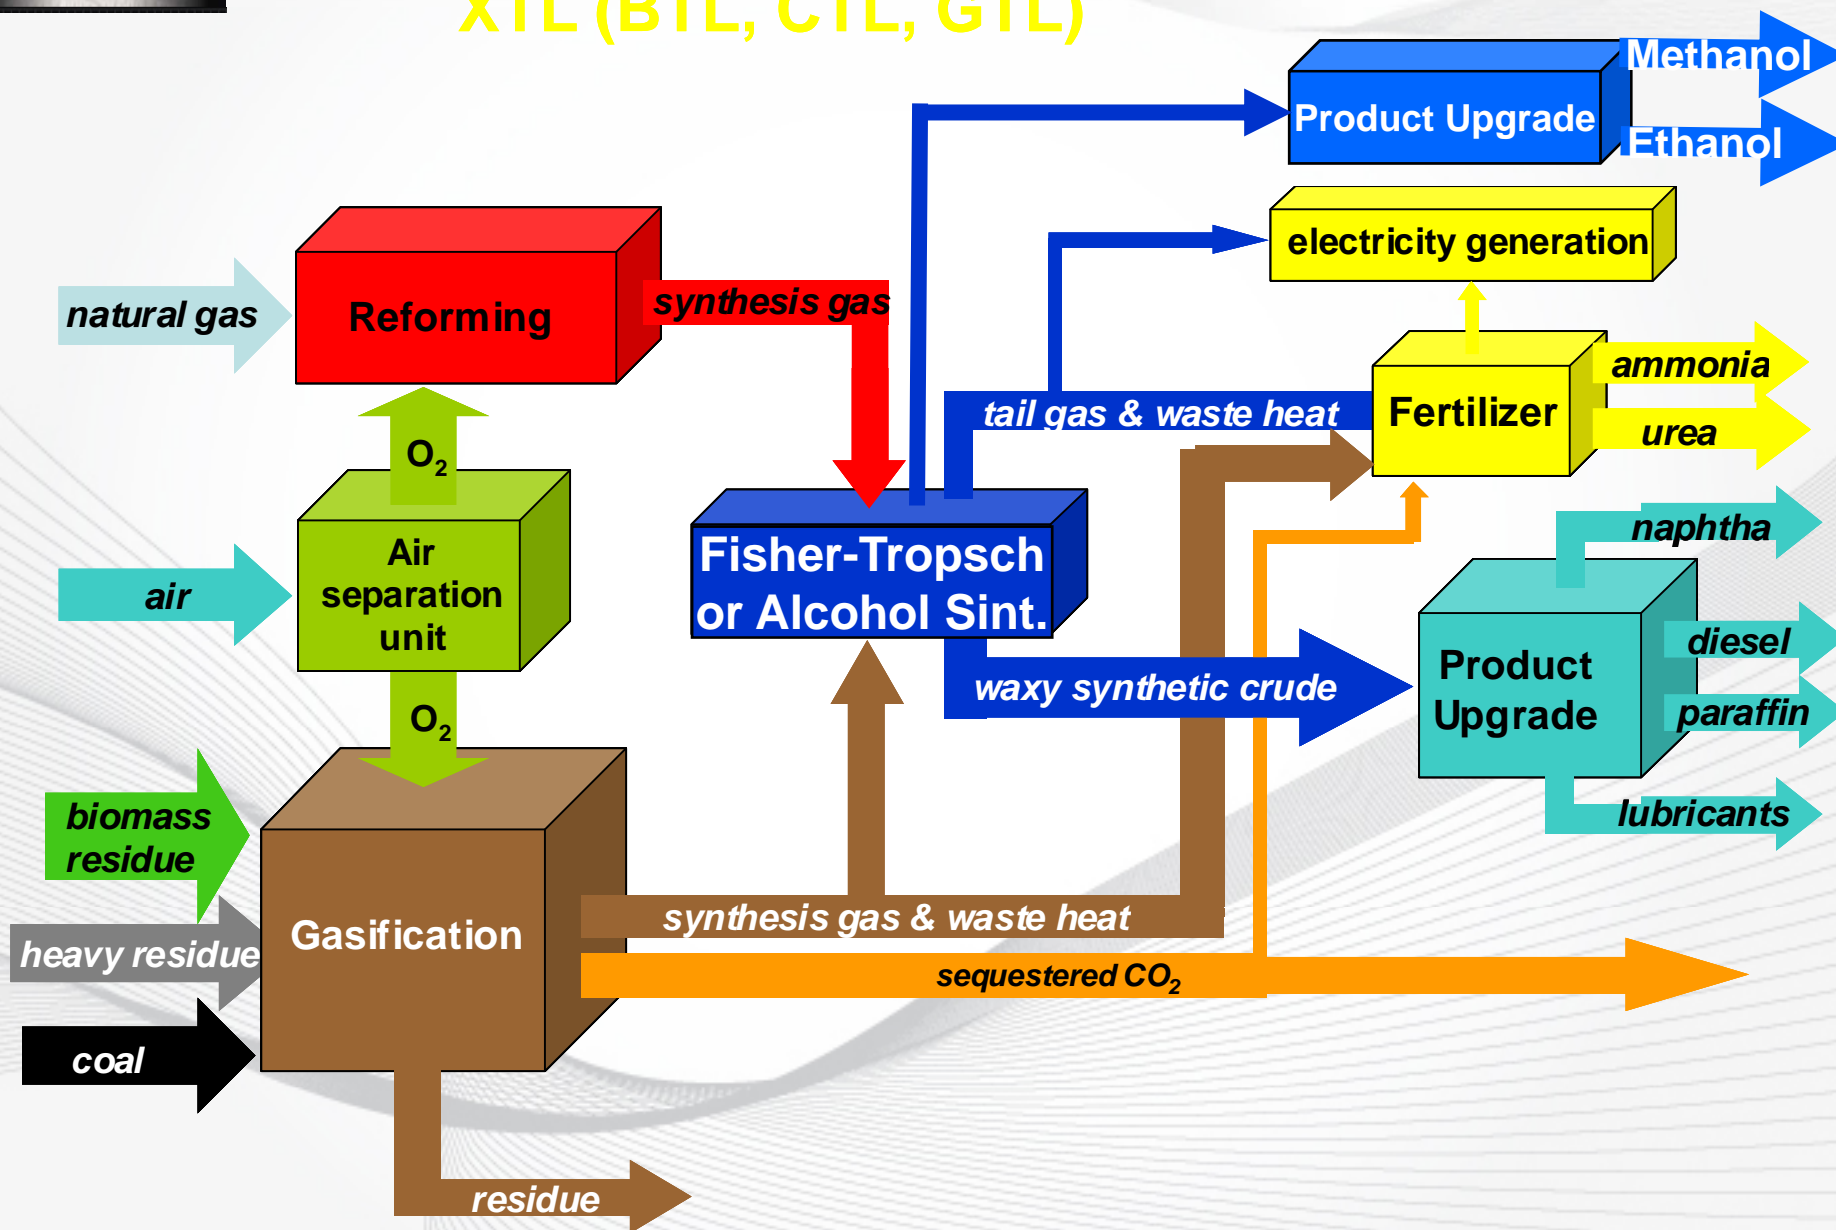 XTL (BTL, CTL, GTL)
Methanol
Product Upgrade
Ethanol
electricity generation
natural gas
Reforming
synthesis gas
ammonia
tail gas & waste heat
Fertilizer
urea
O2
naphtha
Air
separation
unit
air
Fisher-Tropsch
or Alcohol Sint.
diesel
Product
Upgrade
waxy synthetic crude
paraffin
O2
biomass
residue
lubricants
Gasification
synthesis gas & waste heat
heavy residue
sequestered CO2
coal
residue